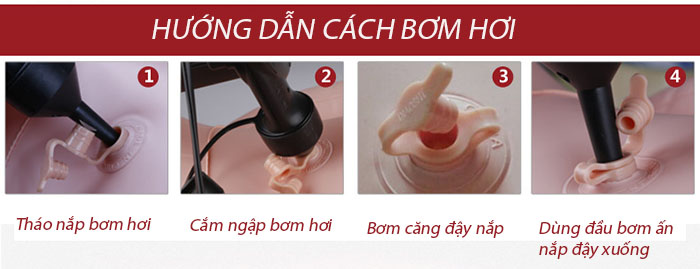 HƯỚNG DẪN CÁCH BƠM HƠI
1
2
3
4
Tháo nắp bơm hơi
Cắm ngập bơm hơi
Bơm căng đậy nắp
Dùng đầu bơm ấn
nắp đậy xuống